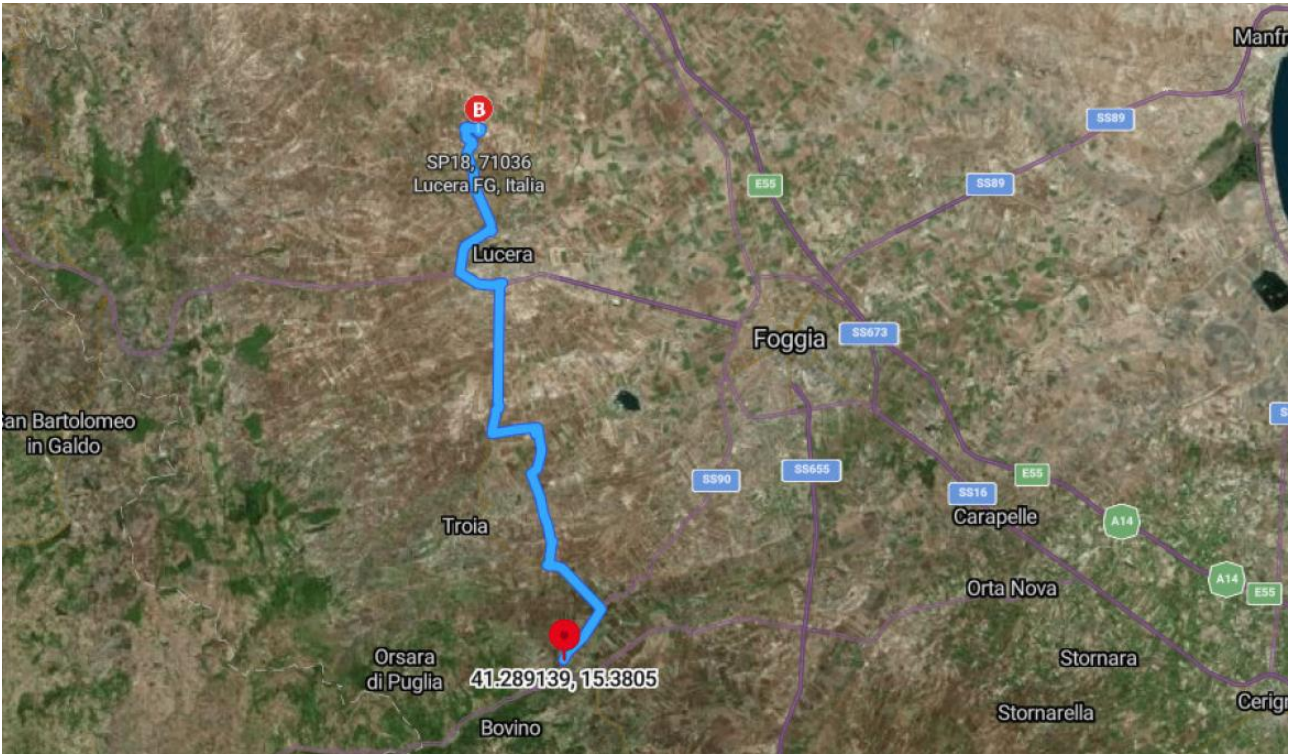 Manfr
SS89
B
SP18, 71036
Lucera FG, Italia
E55
SS89
Lucera
Foggia
SS673
San Bartolomeo
in Galdo
S
SS90
SS655
E55
SS16
Troia
Carapelle
A14
A14
E55
Orta Nova
Orsara
di Puglia
41.289139, 15.3805
Stornara
Bovino
Stornarella
Cerign